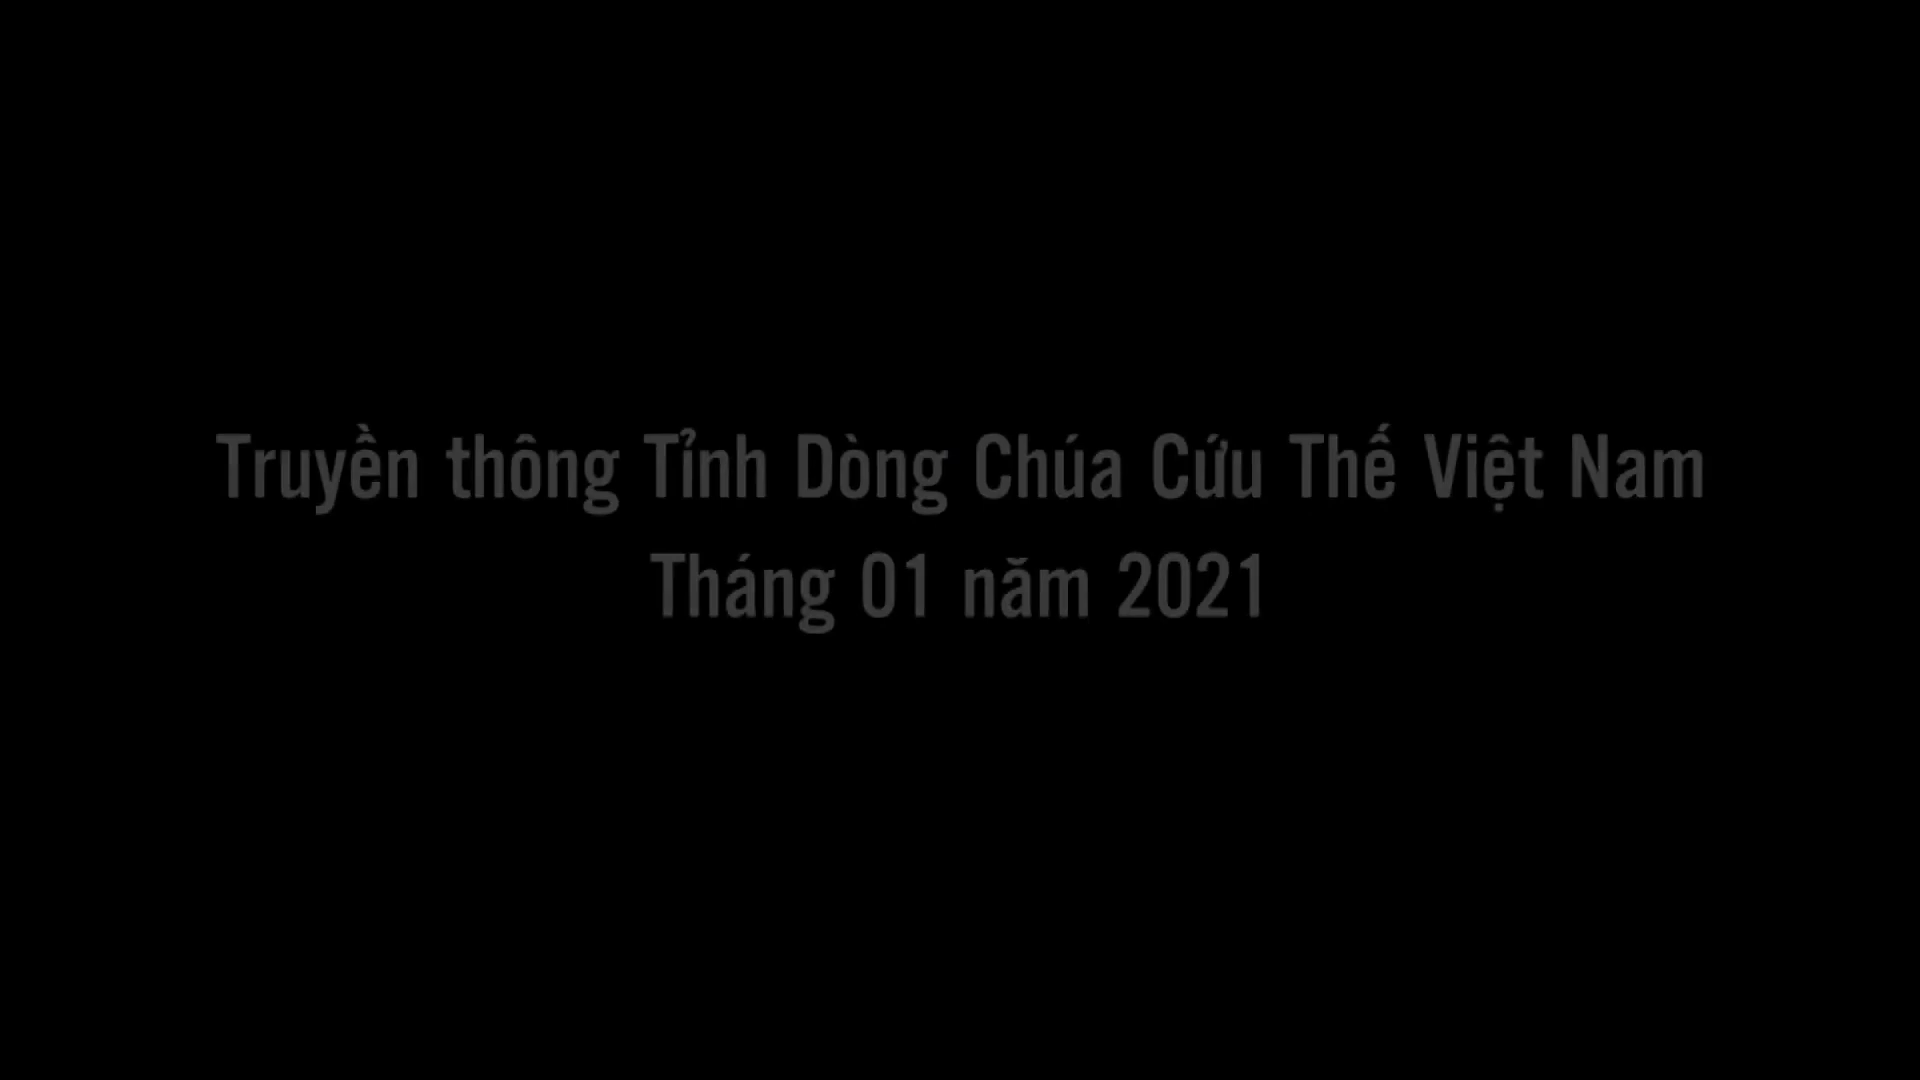 Truyền thông Tỉnh Dòng Chúa Cứu Thế Việt Nam
Tháng 01 năm 2021